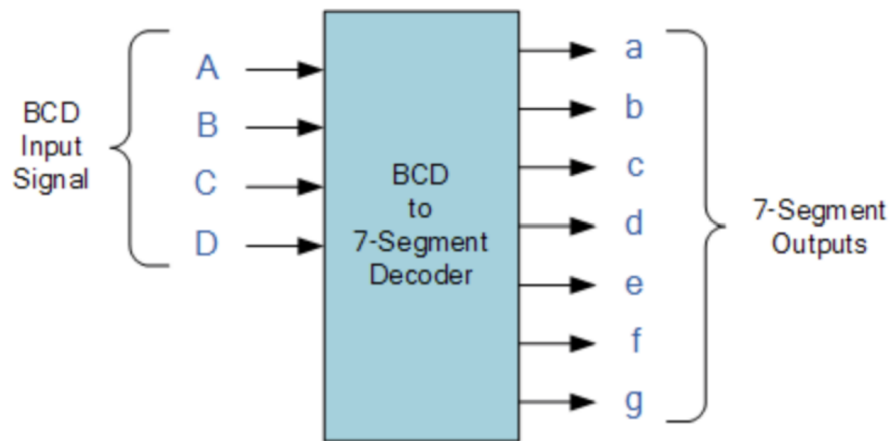 BCD
Input
Signal
A
B
C
D
BCD
to
7-Segment
Decoder
a
b
c
d
e
f
g
7-Segment
Outputs